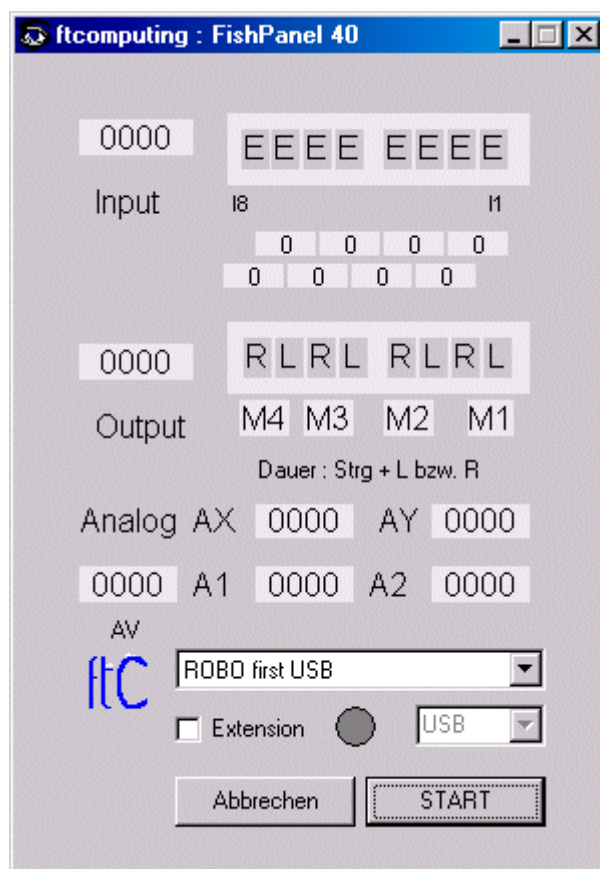 ftcomputing : FishPanel 40
0000 EEEE EEEE
Input I8 I1
0 0 0 0
0 0 0 0
0000 RLRL RLRL
Output M4 M3 M2 M1
Dauer : Strg + L bzw. R
Analog AX 0000 AY 0000
0000 A1 0000 A2 0000
AV
ftC ROBO first USB
Extension USB
Abbrechen START